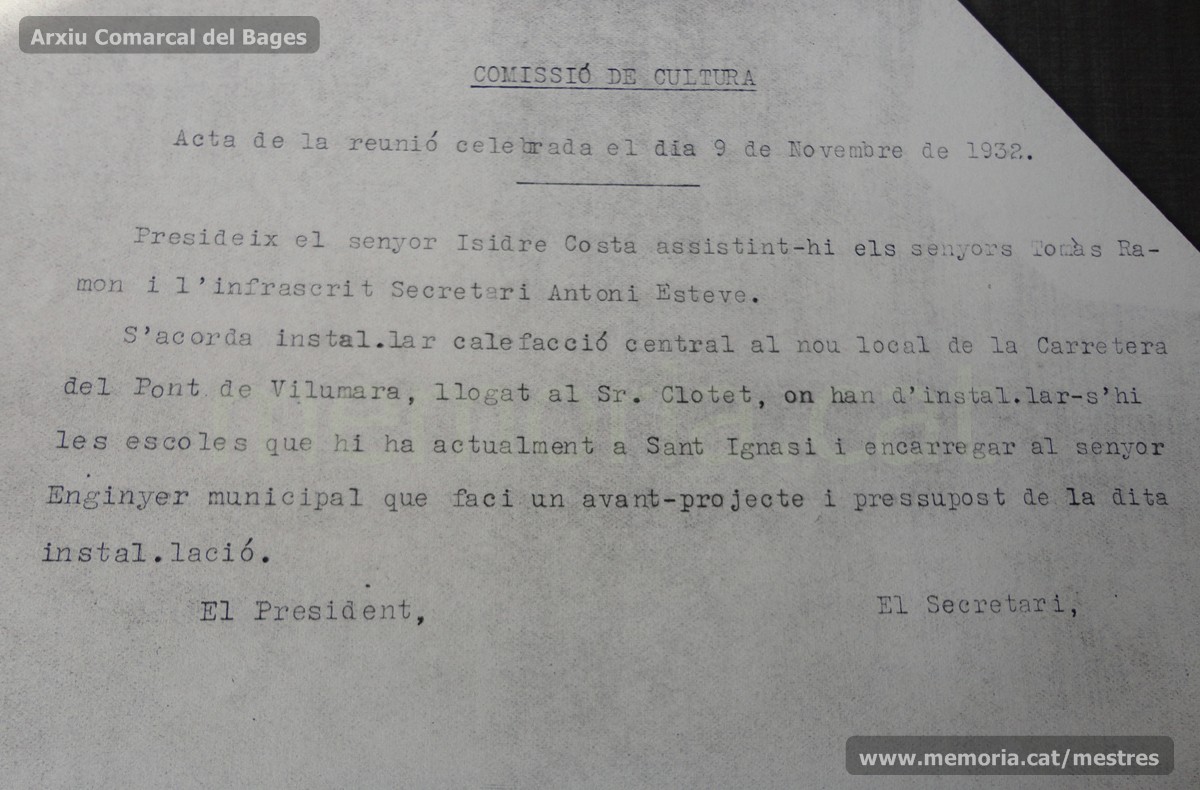 Arxiu Comarcal del Bages
COMISSIÓ DE CULTURA
Acta de la reunió celebrada el dia 9 de Novembre de 1932.
Presideix el senyor Isidre Costa assistint-hi els senyors Tomàs Ra-
mon i l'infrascrit Secretari Antoni Esteve.
S'acorda instal.lar calefacció central al nou local de la Carretera
del Pont de Vilumara, llogat al Sr. Clotet, on han d'instal.lar-s'hi
les escoles que hi ha actualment a Sant Ignasi i encarregar al senyor
Enginyer municipal que faci un avant-projecte i pressupost de la dita
instal.lació.
El President,
El Secretari,
www.memoria.cat/mestres